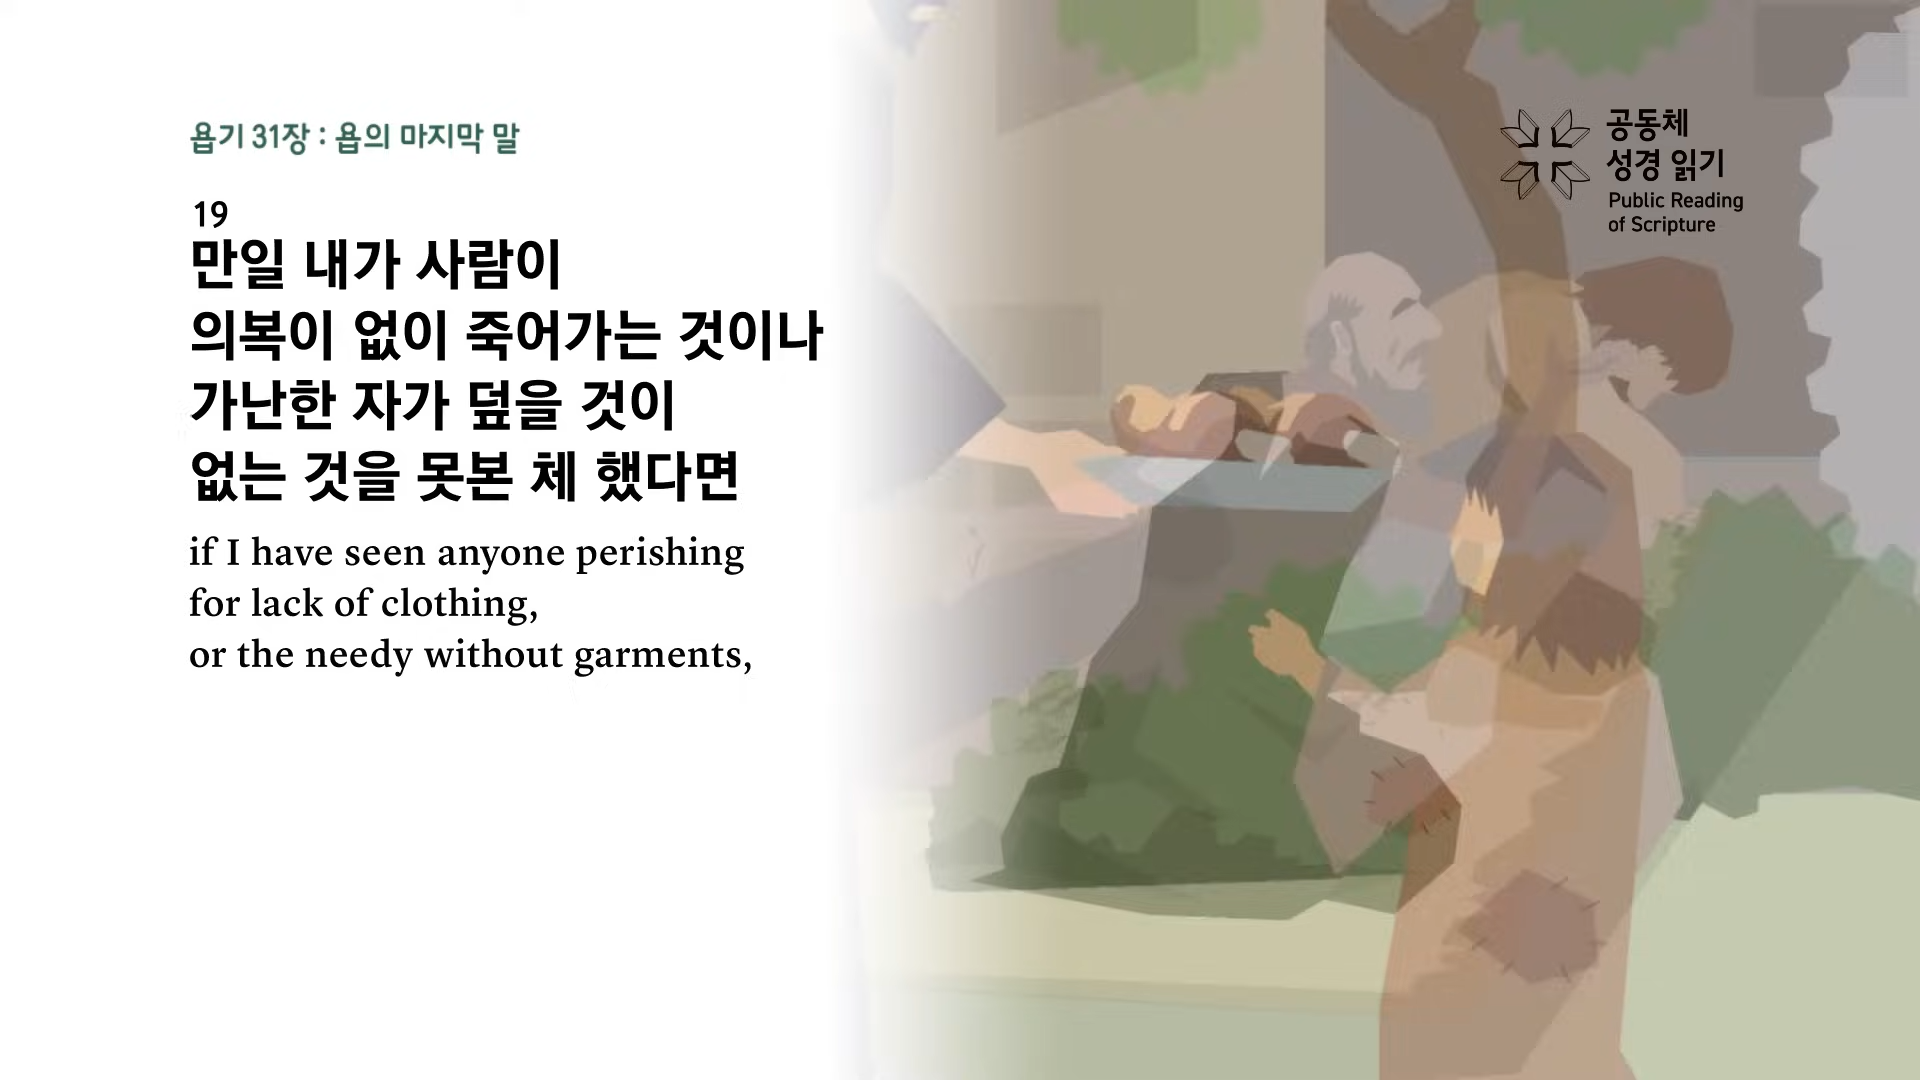 욥기 31장 : 욥의 마지막 말
19
만일 내가 사람이
의복이 없이 죽어가는 것이나
가난한 자가 덮을 것이
없는 것을 못본 체 했다면
if I have seen anyone perishing
for lack of clothing,
or the needy without garments,
공동체
성경 읽기
Public Reading
of Scripture